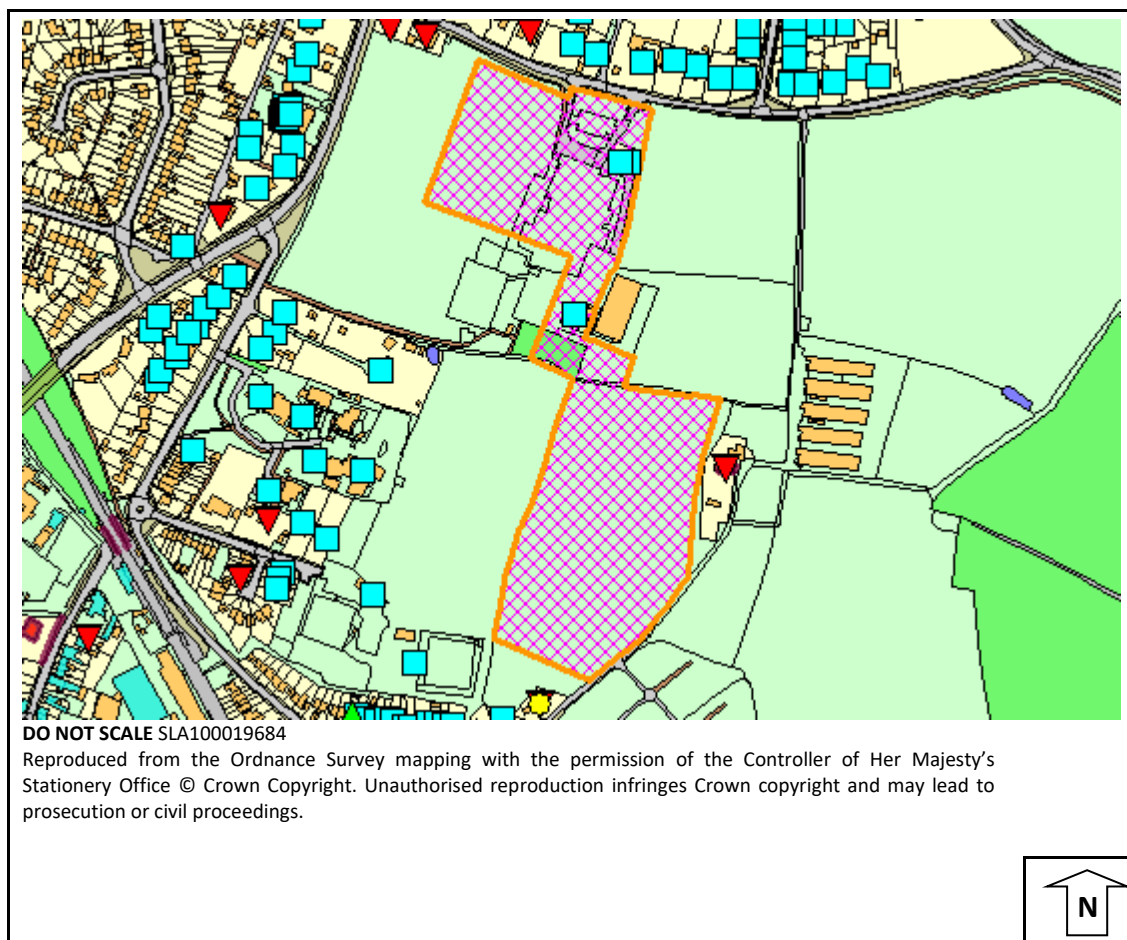 DO NOT SCALE SLA100019684
Reproduced from the Ordnance Survey mapping with the permission of the Controller of Her Majesty’s
Stationery Office © Crown Copyright. Unauthorised reproduction infringes Crown copyright and may lead to
prosecution or civil proceedings.
N